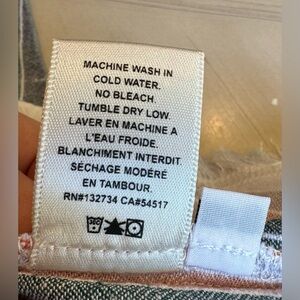 MACHINE WASH IN
COLD WATER.
NO BLEACH.
TUMBLE DRY LOW.
LAVER EN MACHINE A
L'EAU FROIDE.
BLANCHIMENT INTERDIT.
SÉCHAGE MODÉRÉ
EN TAMBOUR.
RN#132734 CA#54517